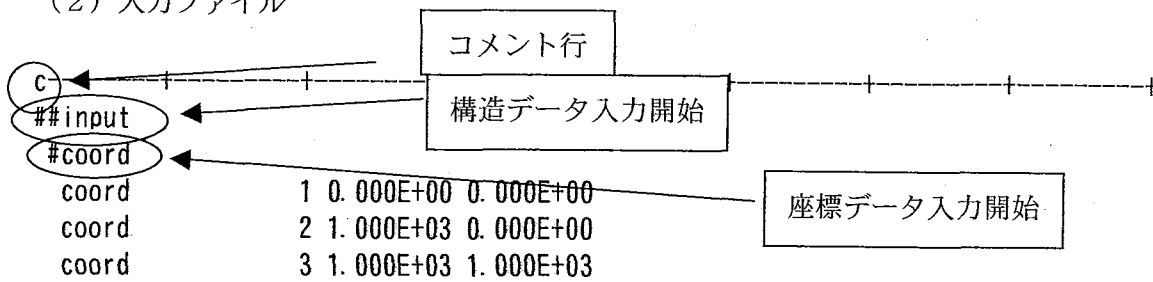 (2)入力ファイル
コメント行
c----------+---------+---------+---------+---------+---------+---------+---------+
##input
構造データ入力開始
#coord
座標データ入力開始
coord 1 0.000E+00 0.000E+00
coord 2 1.000E+03 0.000E+00
coord 3 1.000E+03 1.000E+03